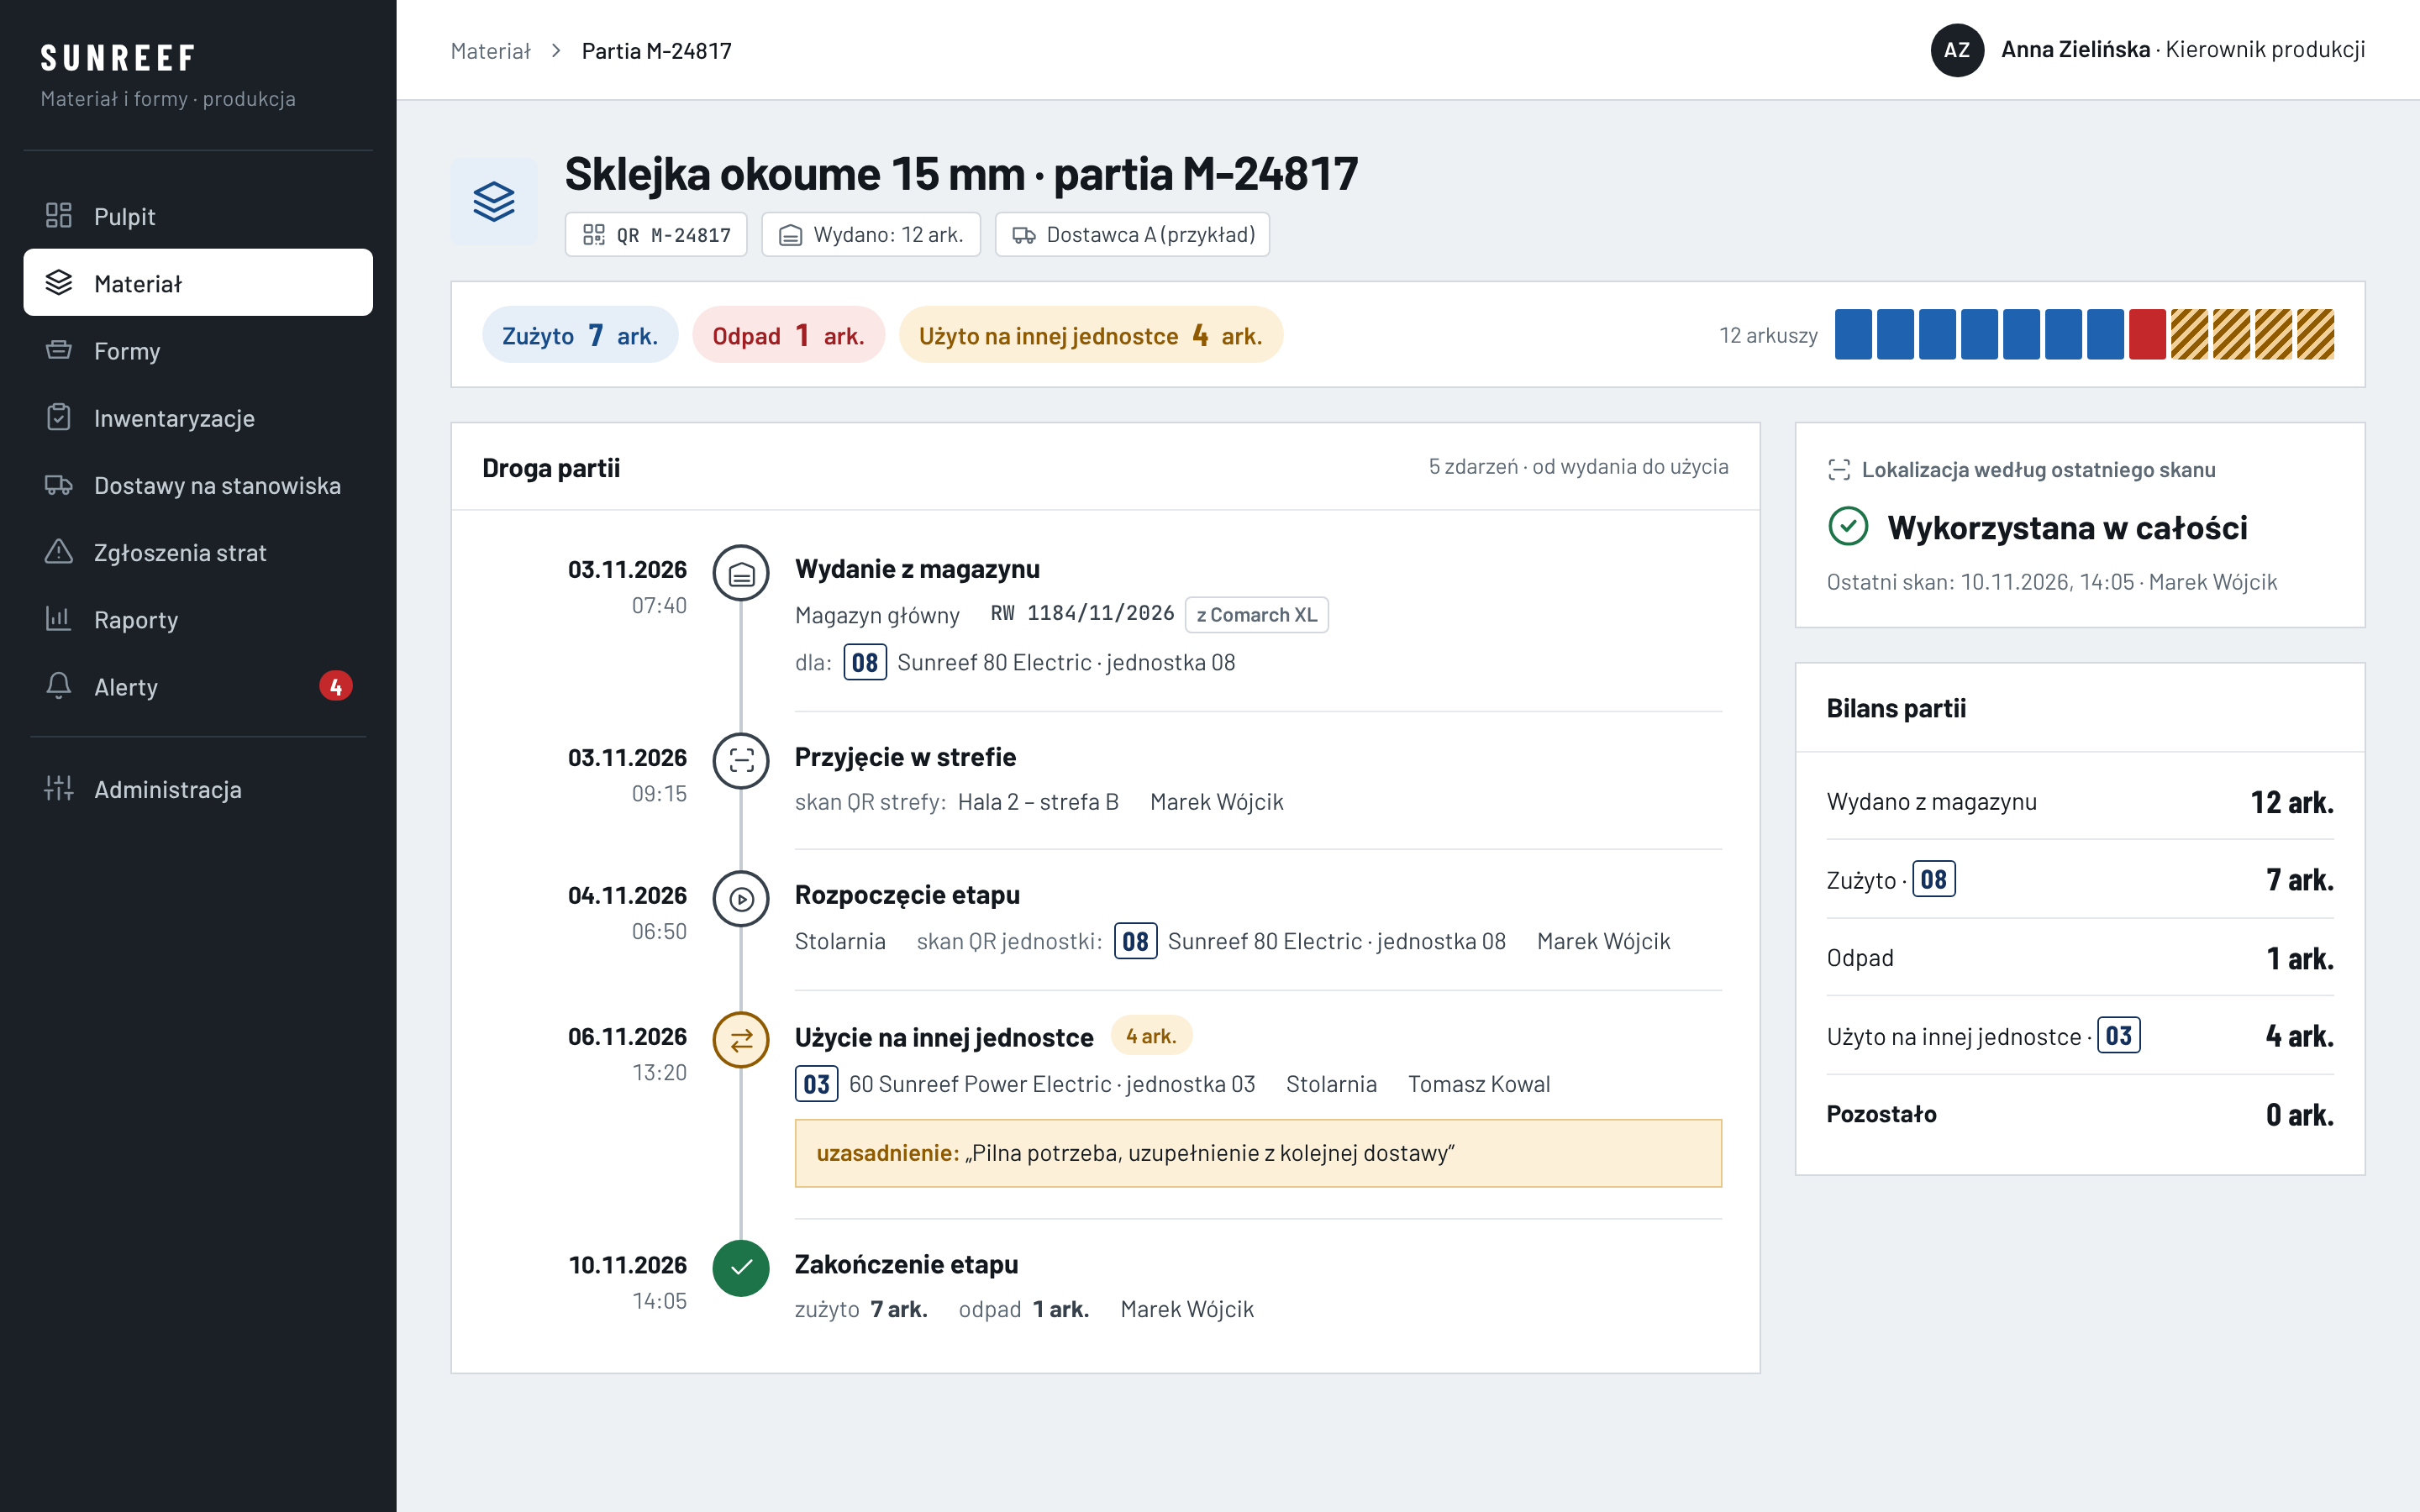 SUNREEF
Materiał i formy · produkcja
Pulpit
Materiał
Formy
Inwentaryzacje
Dostawy na stanowiska
Zgłoszenia strat
Raporty
Alerty 4
Administracja
Materiał > Partia M-24817
AZ Anna Zielińska · Kierownik produkcji
Sklejka okoume 15 mm · partia M-24817
QR M-24817 Wydano: 12 ark. Dostawca A (przykład)
Zużyto 7 ark. Odpad 1 ark. Użyto na innej jednostce 4 ark. 12 arkuszy
Droga partii 5 zdarzeń · od wydania do użycia
03.11.2026 Wydanie z magazynu
07:40 Magazyn główny RW 1184/11/2026 z Comarch XL
dla: 08 Sunreef 80 Electric · jednostka 08
03.11.2026 Przyjęcie w strefie
09:15 skan QR strefy: Hala 2 – strefa B Marek Wójcik
04.11.2026 Rozpoczęcie etapu
06:50 Stolarnia skan QR jednostki: 08 Sunreef 80 Electric · jednostka 08 Marek Wójcik
06.11.2026 Użycie na innej jednostce 4 ark.
13:20 03 60 Sunreef Power Electric · jednostka 03 Stolarnia Tomasz Kowal
uzasadnienie: „Pilna potrzeba, uzupełnienie z kolejnej dostawy”
10.11.2026 Zakończenie etapu
14:05 zużyto 7 ark. odpad 1 ark. Marek Wójcik
Lokalizacja według ostatniego skanu
Wykorzystana w całości
Ostatni skan: 10.11.2026, 14:05 · Marek Wójcik
Bilans partii
Wydano z magazynu 12 ark.
Zużyto · 08 7 ark.
Odpad 1 ark.
Użyto na innej jednostce · 03 4 ark.
Pozostało 0 ark.